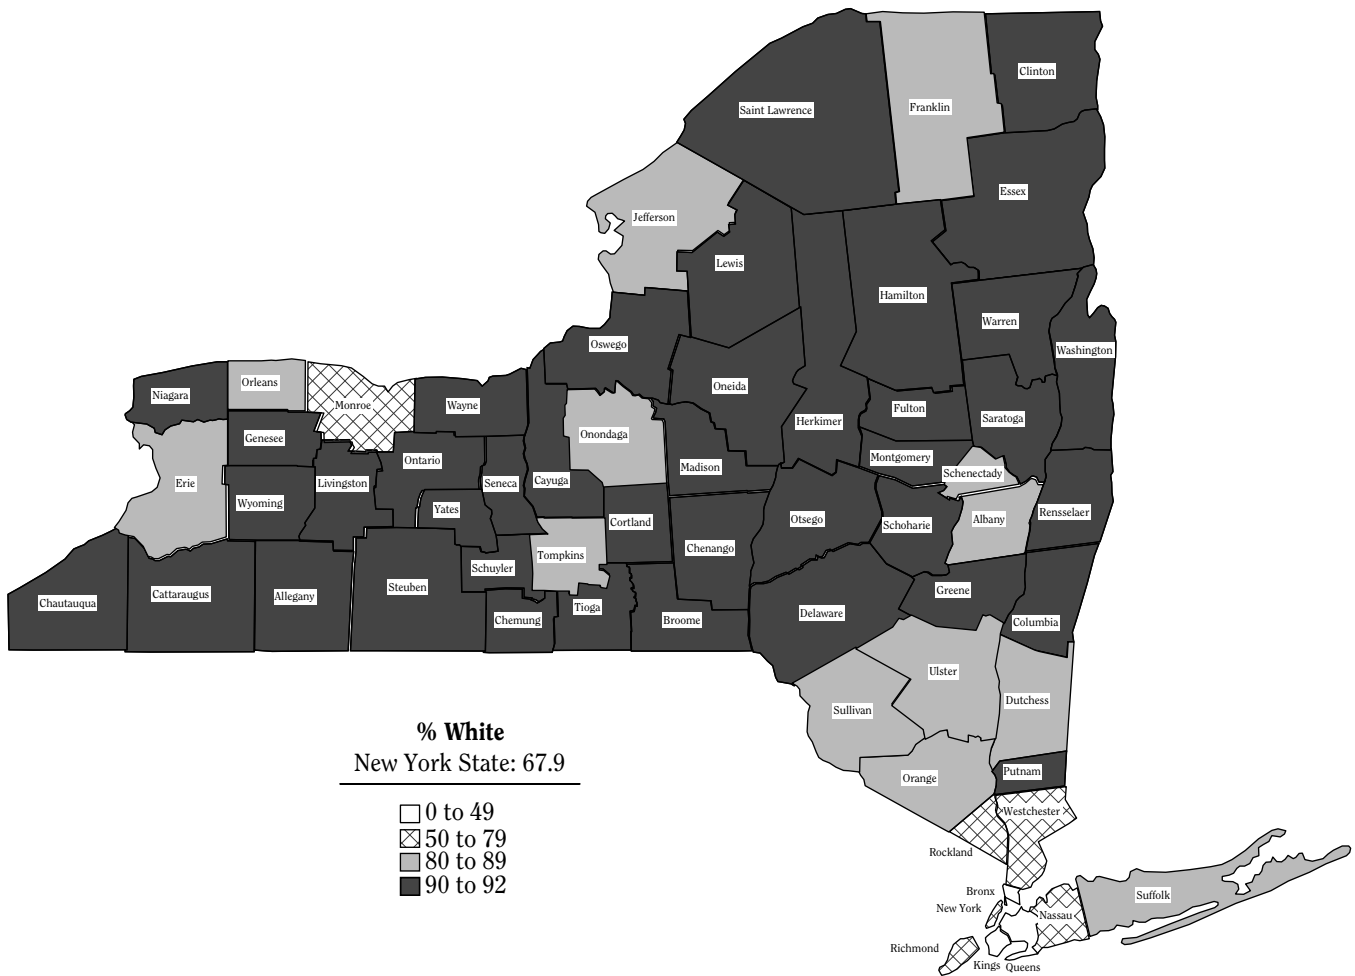 Clinton
Saint Lawrence
Franklin
Essex
Jefferson
Lewis
Hamilton
Warren
Oswego
Washington
Orleans
Oneida
Niagara
Monroe
Wayne
Fulton
Saratoga
Herkimer
Genesee
Onondaga
Ontario
Montgomery
Madison
Schenectady
Erie
Livingston
Seneca
Cayuga
Wyoming
Yates
Cortland
Otsego
Albany
Rensselaer
Schoharie
Chenango
Tompkins
Schuyler
Steuben
Cattaraugus
Allegany
Greene
Chautauqua
Tioga
Delaware
Chemung
Broome
Columbia
Ulster
Dutchess
Sullivan
% White
New York State: 67.9
Putnam
Orange
0 to 49
50 to 79
80 to 89
90 to 92
Westchester
Rockland
Bronx
Suffolk
New York
Nassau
Richmond
Kings
Queens